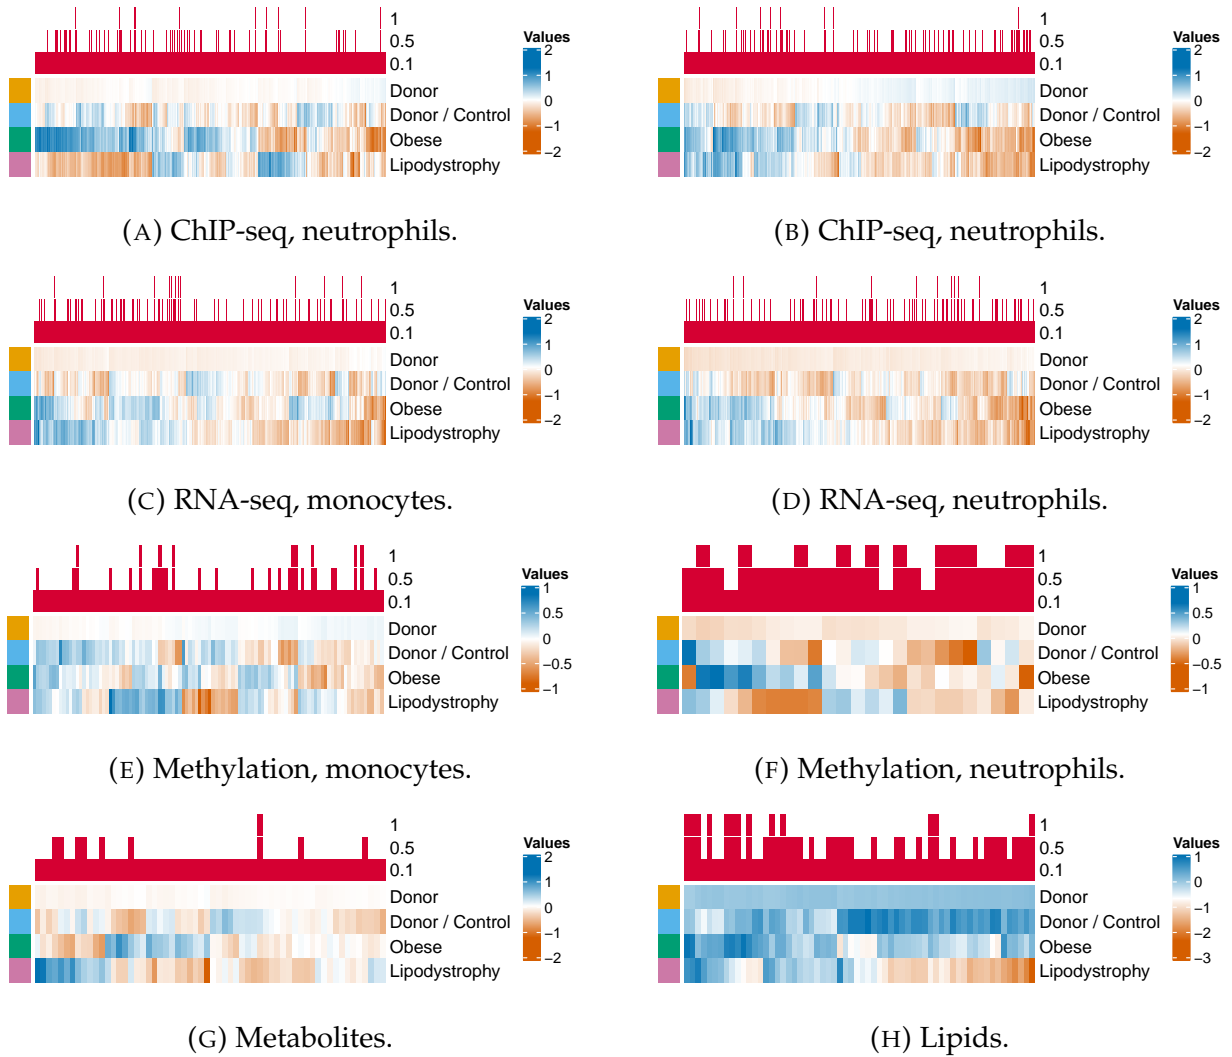 1
0.5
0.1
Donor
Donor / Control
Obese
Lipodystrophy
Values
2
1
0
−1
−2
(A) ChIP-seq, neutrophils.
1
0.5
0.1
Donor
Donor / Control
Obese
Lipodystrophy
Values
2
1
0
−1
−2
(B) ChIP-seq, neutrophils.
1
0.5
0.1
Donor
Donor / Control
Obese
Lipodystrophy
Values
2
1
0
−1
−2
(C) RNA-seq, monocytes.
1
0.5
0.1
Donor
Donor / Control
Obese
Lipodystrophy
Values
2
1
0
−1
−2
(D) RNA-seq, neutrophils.
1
0.5
0.1
Donor
Donor / Control
Obese
Lipodystrophy
Values
1
0.5
0
−0.5
−1
(E) Methylation, monocytes.
1
0.5
0.1
Donor
Donor / Control
Obese
Lipodystrophy
Values
1
0.5
0
−0.5
−1
(F) Methylation, neutrophils.
1
0.5
0.1
Donor
Donor / Control
Obese
Lipodystrophy
Values
2
1
0
−1
−2
(G) Metabolites.
1
0.5
0.1
Donor
Donor / Control
Obese
Lipodystrophy
Values
1
0
−1
−2
−3
(H) Lipids.